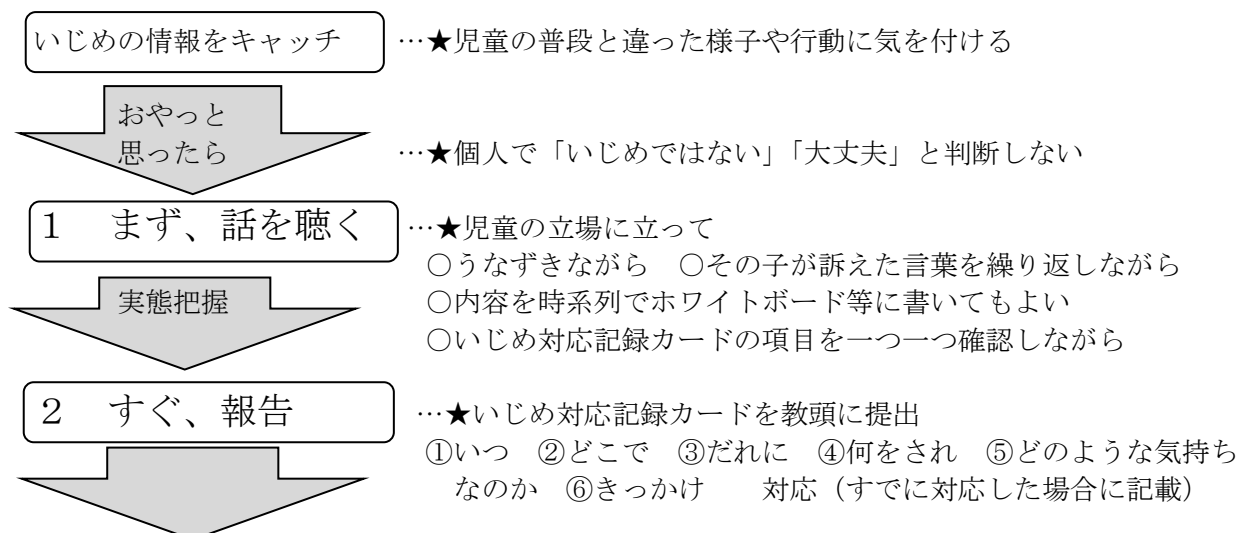 いじめの情報をキャッチ …★児童の普段と違った様子や行動に気を付ける
おやっと
思ったら …★個人で「いじめではない」「大丈夫」と判断しない
１　まず、話を聴く …★児童の立場に立って
○うなずきながら　○その子が訴えた言葉を繰り返しながら
実態把握 ○内容を時系列でホワイトボード等に書いてもよい
○いじめ対応記録カードの項目を一つ一つ確認しながら
２　すぐ、報告 …★いじめ対応記録カードを教頭に提出
①いつ　②どこで　③だれに　④何をされ　⑤どのような気持ち
なのか　⑥きっかけ　　対応（すでに対応した場合に記載）